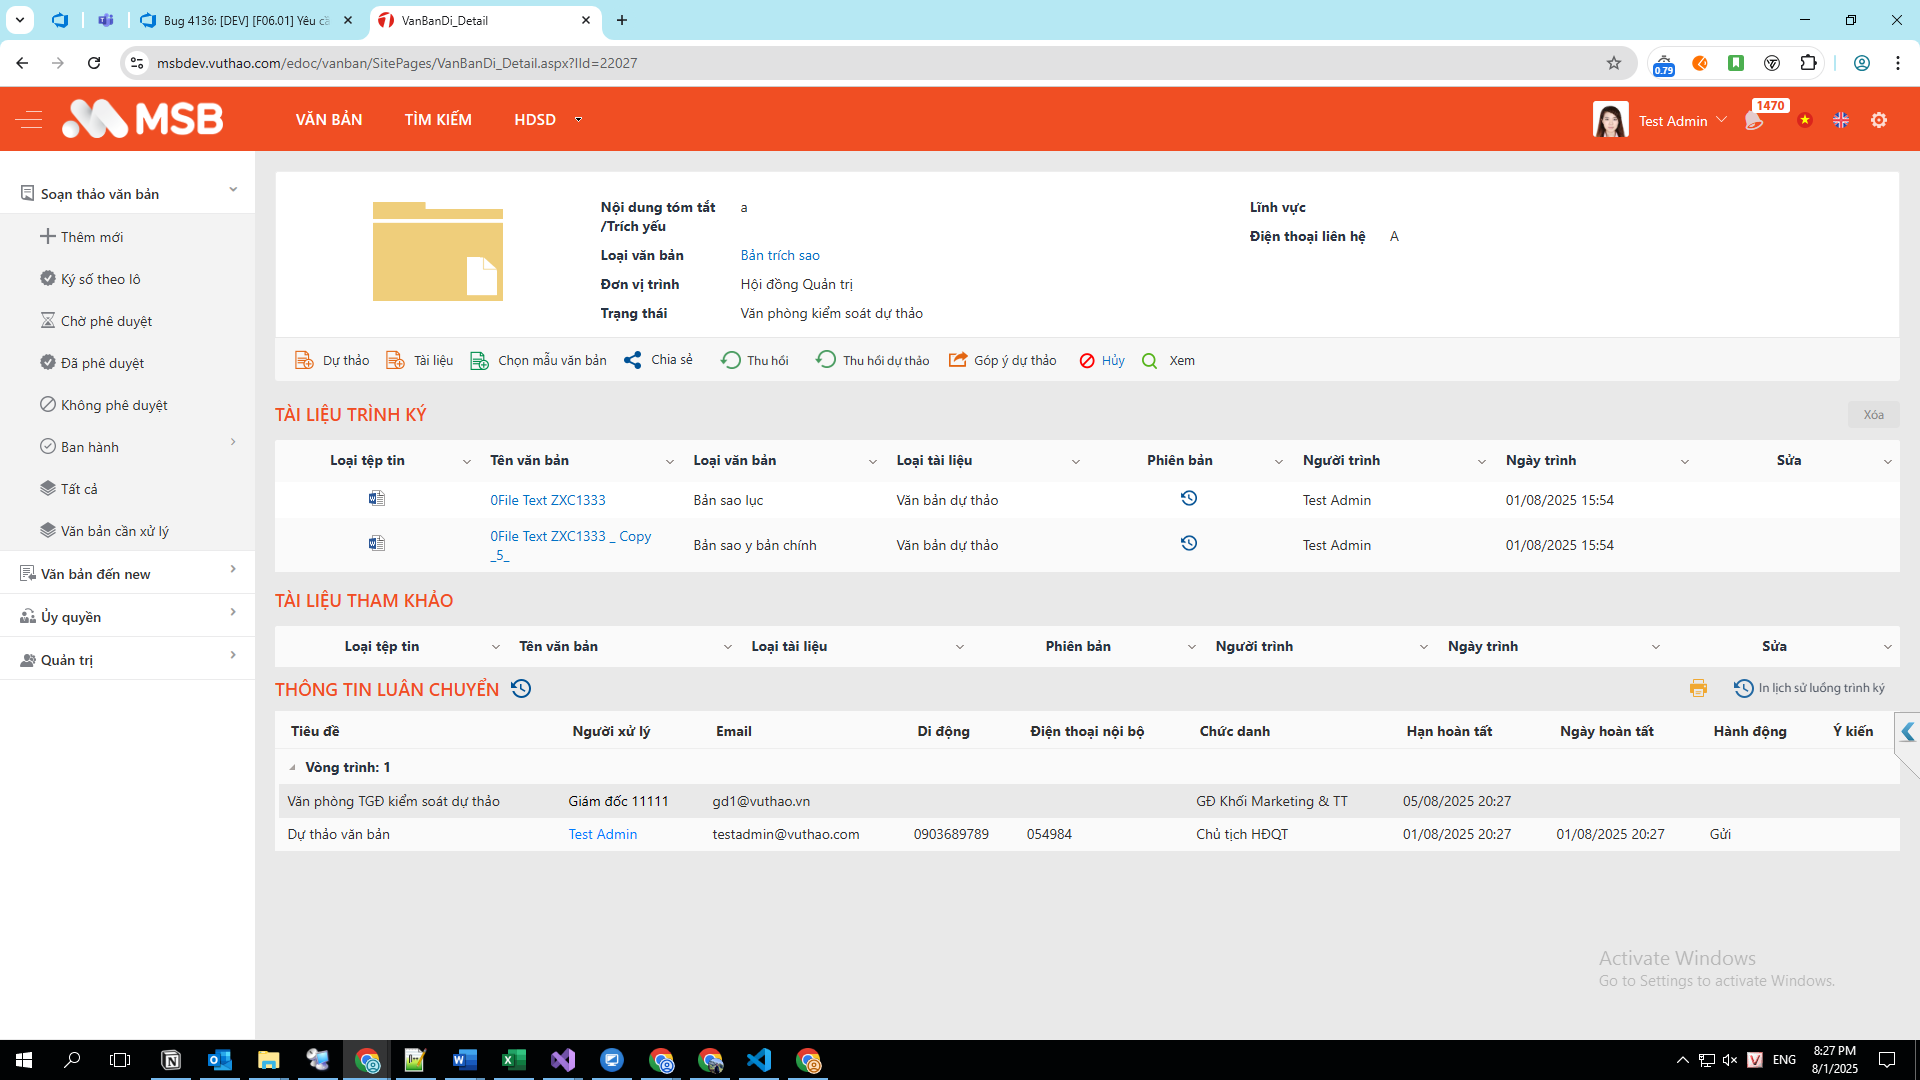 Bug 4136: [DEV] [F06.01] Yêu cầ
VanBanDi_Detail
msbdev.vuthao.com/edoc/vanban/SitePages/VanBanDi_Detail.aspx?IId=22027
0.79
MSB
VĂN BẢN
TÌM KIẾM
HDSD
Test Admin
1470
Soạn thảo văn bản
Thêm mới
Ký số theo lô
Chờ phê duyệt
Đã phê duyệt
Không phê duyệt
Ban hành
Tất cả
Văn bản cần xử lý
Văn bản đến new
Ủy quyền
Quản trị
Nội dung tóm tắt
/Trích yếu
a
Loại văn bản
Bản trích sao
Đơn vị trình
Hội đồng Quản trị
Trạng thái
Văn phòng kiểm soát dự thảo
Lĩnh vực
Điện thoại liên hệ
A
Dự thảo
Tài liệu
Chọn mẫu văn bản
Chia sẻ
Thu hồi
Thu hồi dự thảo
Góp ý dự thảo
Hủy
Xem
TÀI LIỆU TRÌNH KÝ
Xóa
Loại tệp tin
Tên văn bản
Loại văn bản
Loại tài liệu
Phiên bản
Người trình
Ngày trình
Sửa
0File Text ZXC1333
Bản sao lục
Văn bản dự thảo
Test Admin
01/08/2025 15:54
0File Text ZXC1333 _ Copy
_5_
Bản sao y bản chính
Văn bản dự thảo
Test Admin
01/08/2025 15:54
TÀI LIỆU THAM KHẢO
Loại tệp tin
Tên văn bản
Loại tài liệu
Phiên bản
Người trình
Ngày trình
Sửa
THÔNG TIN LUÂN CHUYỂN
In lịch sử luồng trình ký
Tiêu đề
Người xử lý
Email
Di động
Điện thoại nội bộ
Chức danh
Hạn hoàn tất
Ngày hoàn tất
Hành động
Ý kiến
Vòng trình: 1
Văn phòng TGĐ kiểm soát dự thảo
Giám đốc 11111
gd1@vuthao.vn
GĐ Khối Marketing & TT
05/08/2025 20:27
Dự thảo văn bản
Test Admin
testadmin@vuthao.com
0903689789
054984
Chủ tịch HĐQT
01/08/2025 20:27
01/08/2025 20:27
Gửi
Activate Windows
Go to Settings to activate Windows.
ENG
8:27 PM
8/1/2025